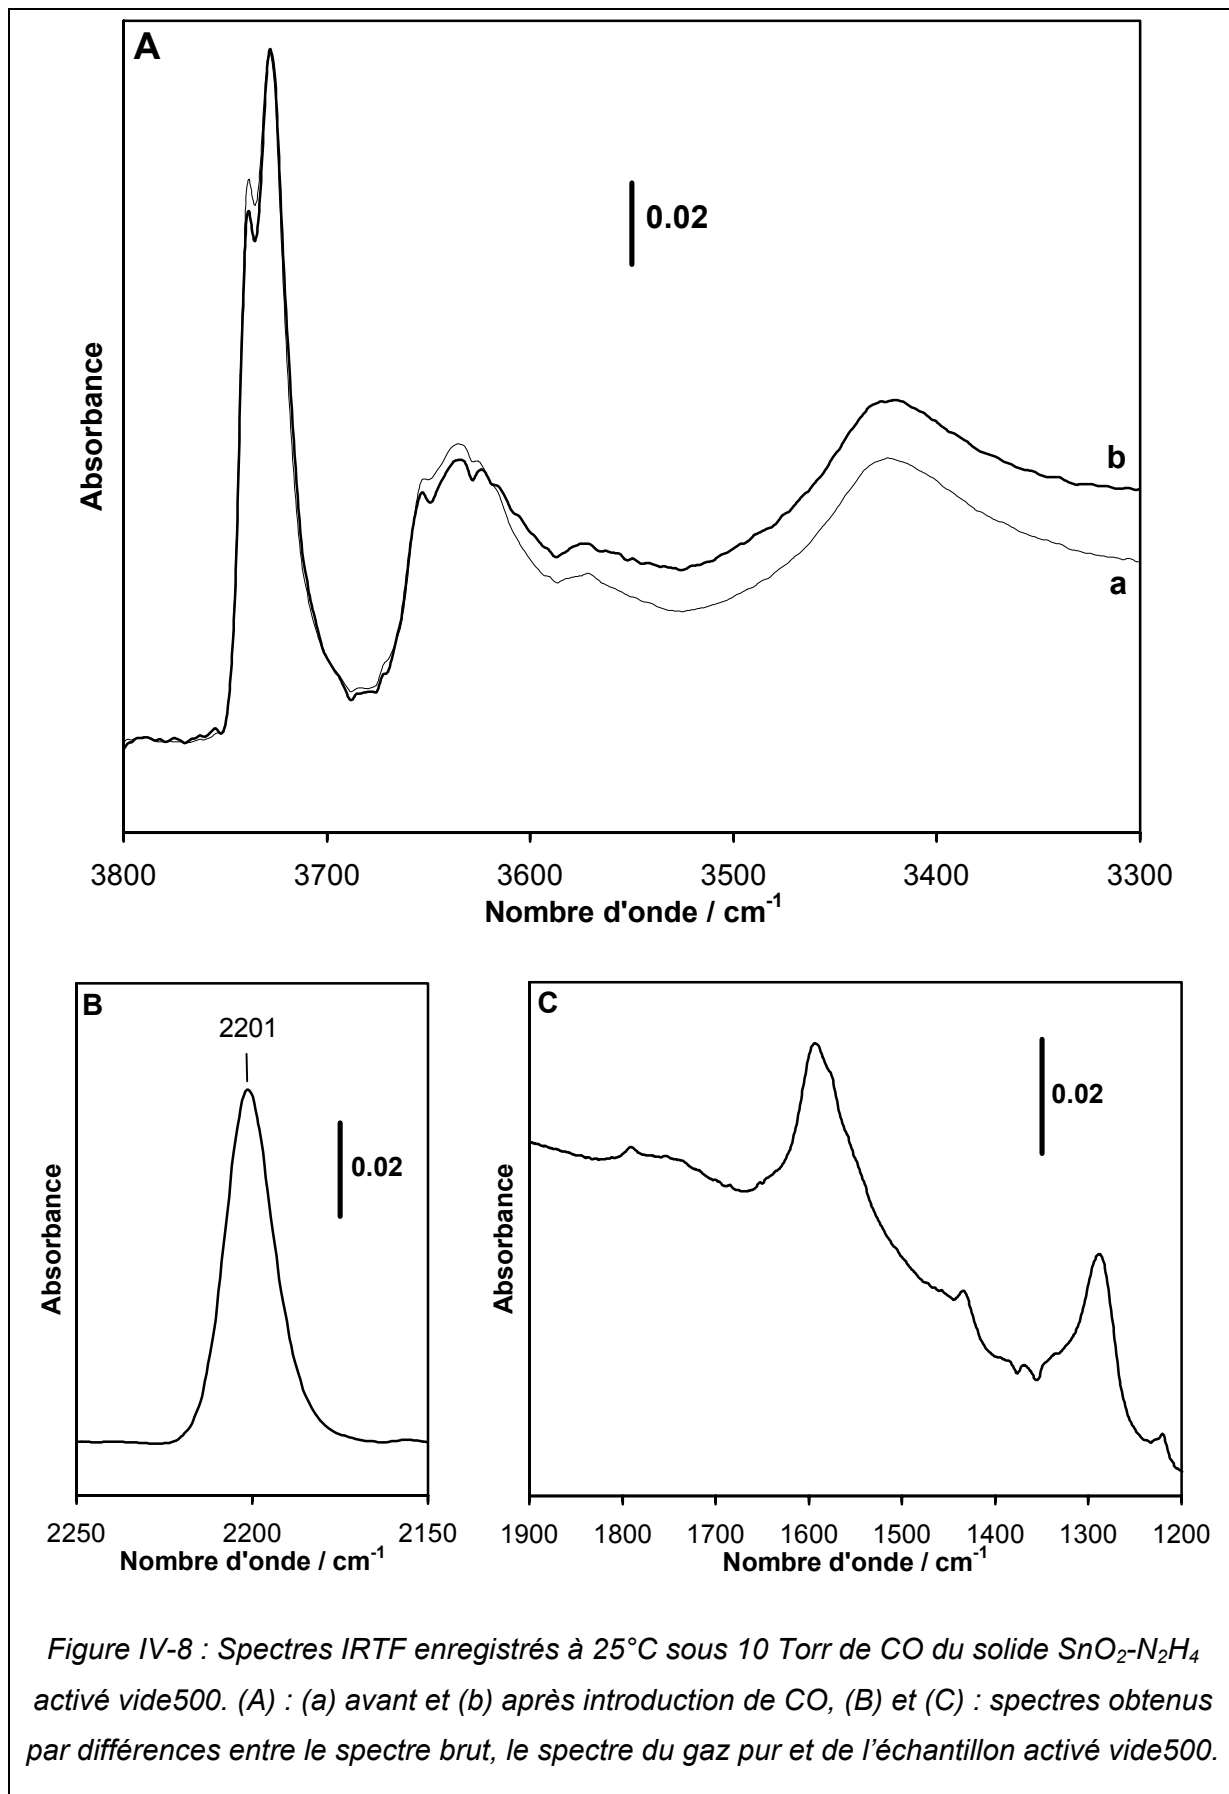 A
0.02
Absorbance
b
a
3800 3700 3600 3500 3400 3300
Nombre d'onde / cm-1
B
2201
0.02
Absorbance
2250 2200 2150
Nombre d'onde / cm-1
C
0.02
Absorbance
1900 1800 1700 1600 1500 1400 1300 1200
Nombre d'onde / cm-1
Figure IV-8 : Spectres IRTF enregistrés à 25°C sous 10 Torr de CO du solide SnO2-N2H4
activé vide500. (A) : (a) avant et (b) après introduction de CO, (B) et (C) : spectres obtenus
par différences entre le spectre brut, le spectre du gaz pur et de l'échantillon activé vide500.